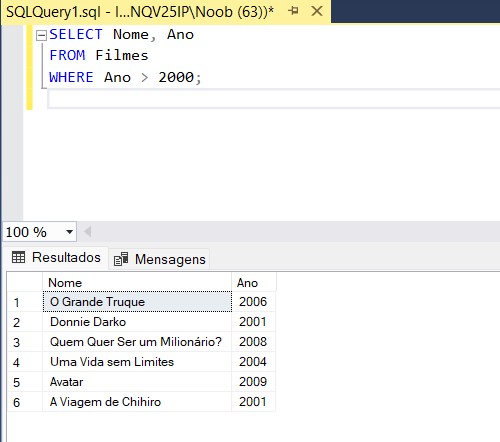 SQLQuery1.sql - I...NQV25IP\Noob (63))*
SELECT Nome, Ano
FROM Filmes
WHERE Ano > 2000;
100 %
Resultados Mensagens
Nome Ano
1 O Grande Truque 2006
2 Donnie Darko 2001
3 Quem Quer Ser um Milionário? 2008
4 Uma Vida sem Limites 2004
5 Avatar 2009
6 A Viagem de Chihiro 2001